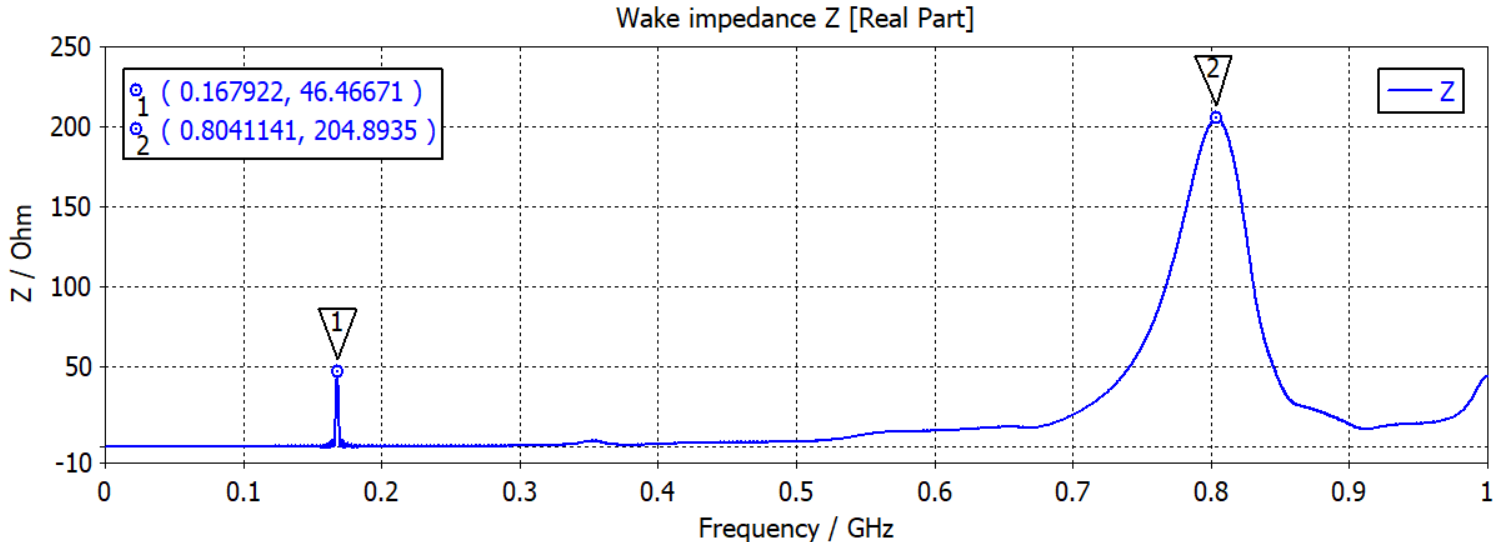 Wake impedance Z [Real Part]
250
200
150
100
50
-10
Z / Ohm
1 ( 0.167922, 46.46671 )
2 ( 0.8041141, 204.8935 )
1
2
Z
0 0.1 0.2 0.3 0.4 0.5 0.6 0.7 0.8 0.9 1
Frequency / GHz